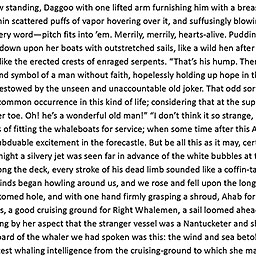 standing, Daggoo with one lifted arm furnishing him with a brea
hin scattered puffs of vapor hovering over it, and suffusingly blowin
ery word—pitch fits into 'em. Merrily, merrily, hearts-alive. Puddin
down upon her boats with outstretched sails, like a wild hen after
like the erected crests of enraged serpents. "That's his hump. Ther
nd symbol of a man without faith, hopelessly holding up hope in th
estowed by the unseen and unaccountable old joker. That odd sor
common occurrence in this kind of life; considering that at the sup
er toe. Oh! he's a wonderful old man!" "I don't think it so strange,
s of fitting the whaleboats for service; when some time after this A
ubduable excitement in the forecastle. But be all this as it may, cert
night a silvery jet was seen far in advance of the white bubbles at t
ong the deck, every stroke of his dead limb sounded like a coffin-ta
inds began howling around us, and we rose and fell upon the long
comed hole, and with one hand firmly grasping a shroud, Ahab for
s, a good cruising ground for Right Whalemen, a sail loomed ahea
ng by her aspect that the stranger vessel was a Nantucketer and sh
oard of the whaler we had spoken was this: the wind and sea betol
est whaling intelligence from the cruising-ground to which she ma